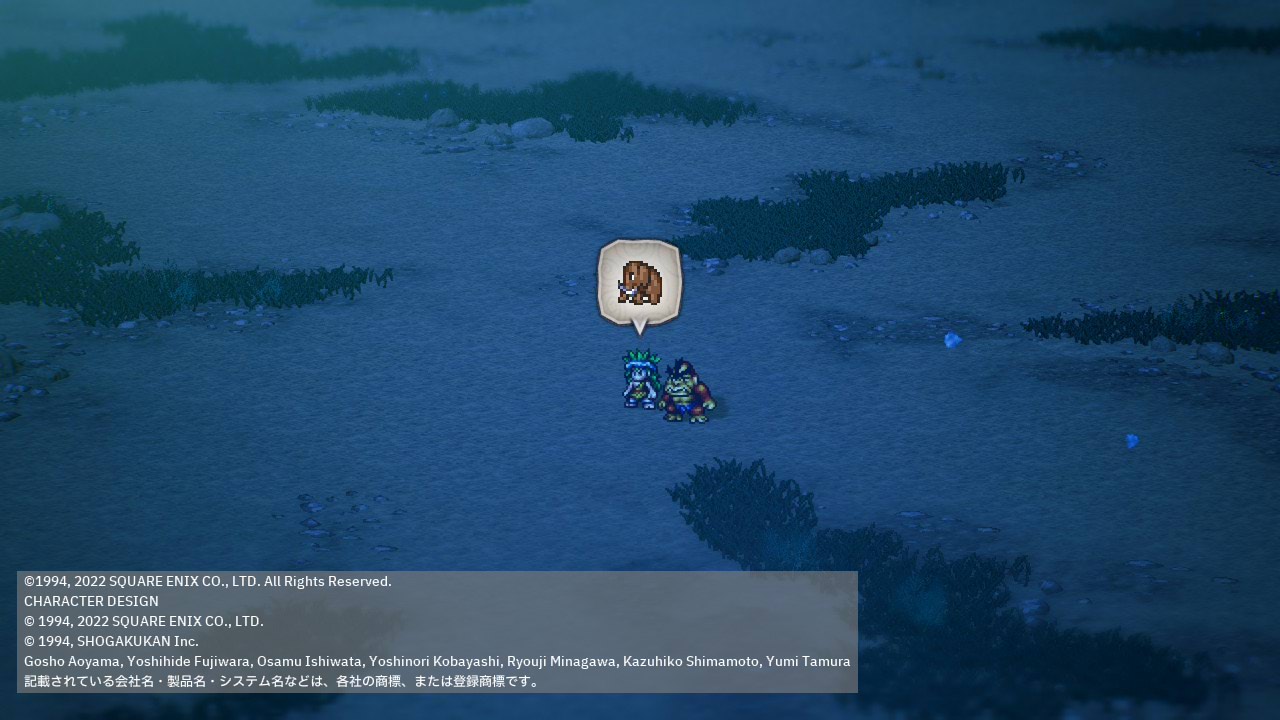 ©1994, 2022 SQUARE ENIX CO., LTD. All Rights Reserved.
CHARACTER DESIGN
© 1994, 2022 SQUARE ENIX CO., LTD.
© 1994, SHOGAKUKAN Inc.
Gosho Aoyama, Yoshihide Fujiwara, Osamu Ishiwata, Yoshinori Kobayashi, Ryouji Minagawa, Kazuhiko Shimamoto, Yumi Tamura
記載されている会社名・製品名・システム名などは、各社の商標、または登録商標です。